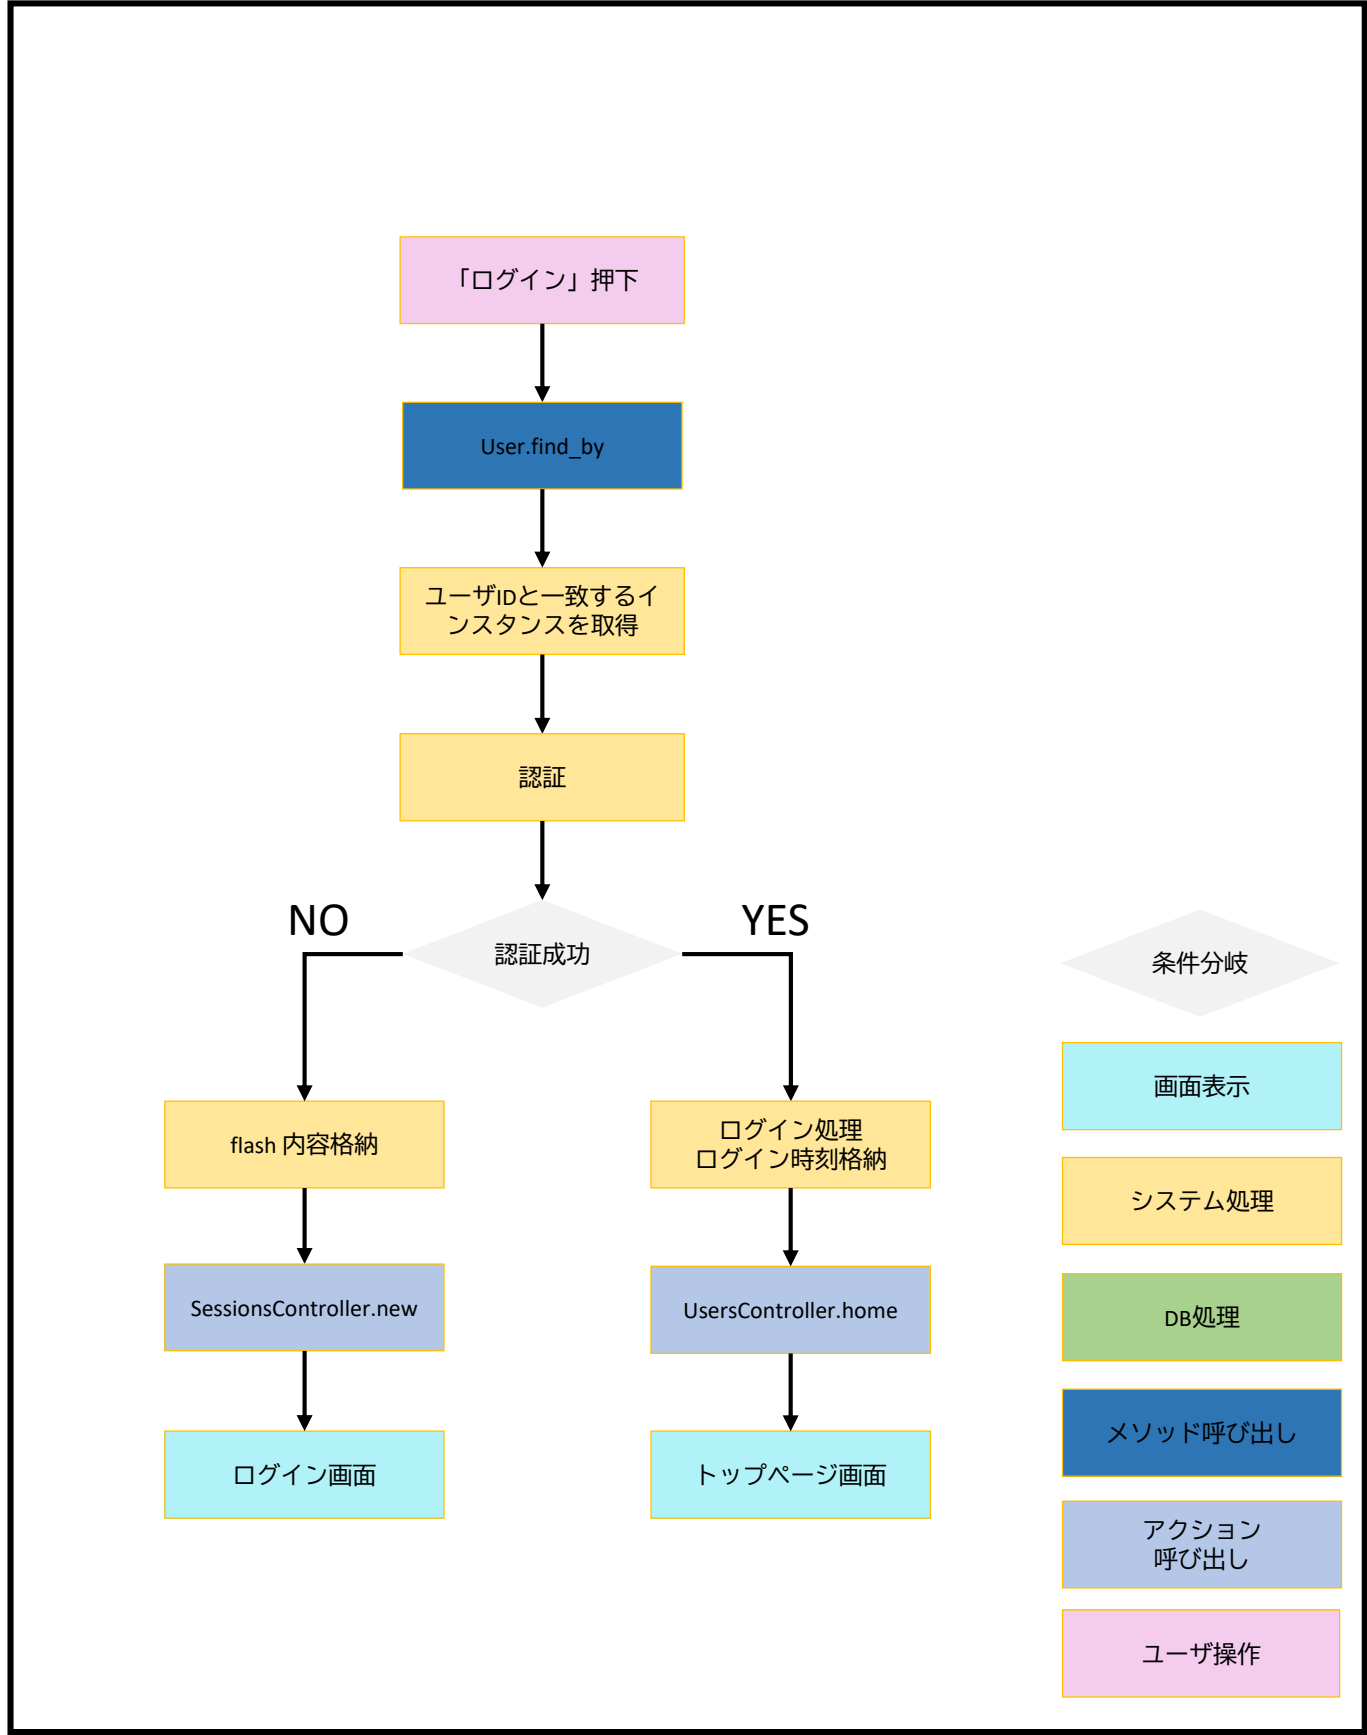 「ログイン」押下
User.find_by
ユーザIDと一致するイ
ンスタンスを取得
認証
NO
YES
認証成功
flash 内容格納
ログイン処理
ログイン時刻格納
SessionsController.new
UsersController.home
ログイン画面
トップページ画面
条件分岐
画面表示
システム処理
DB処理
メソッド呼び出し
アクション
呼び出し
ユーザ操作